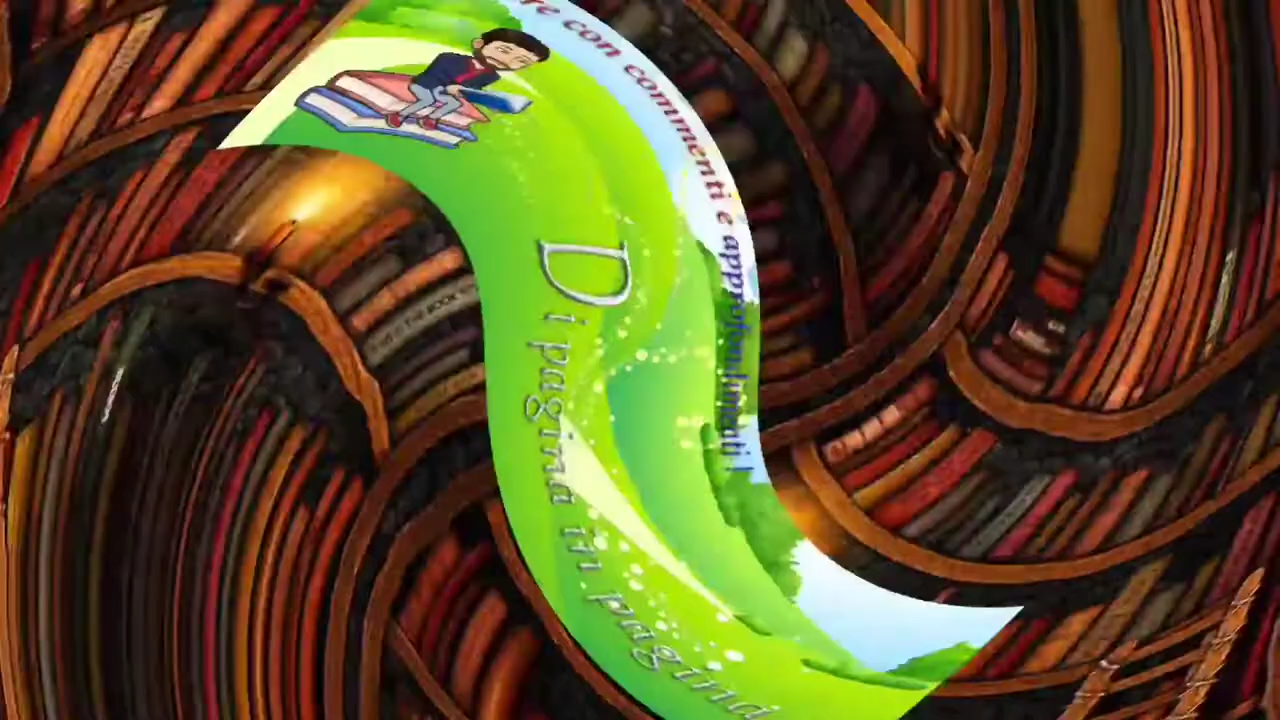 re con commenti e approfondimenti !
Di pagina in pagina